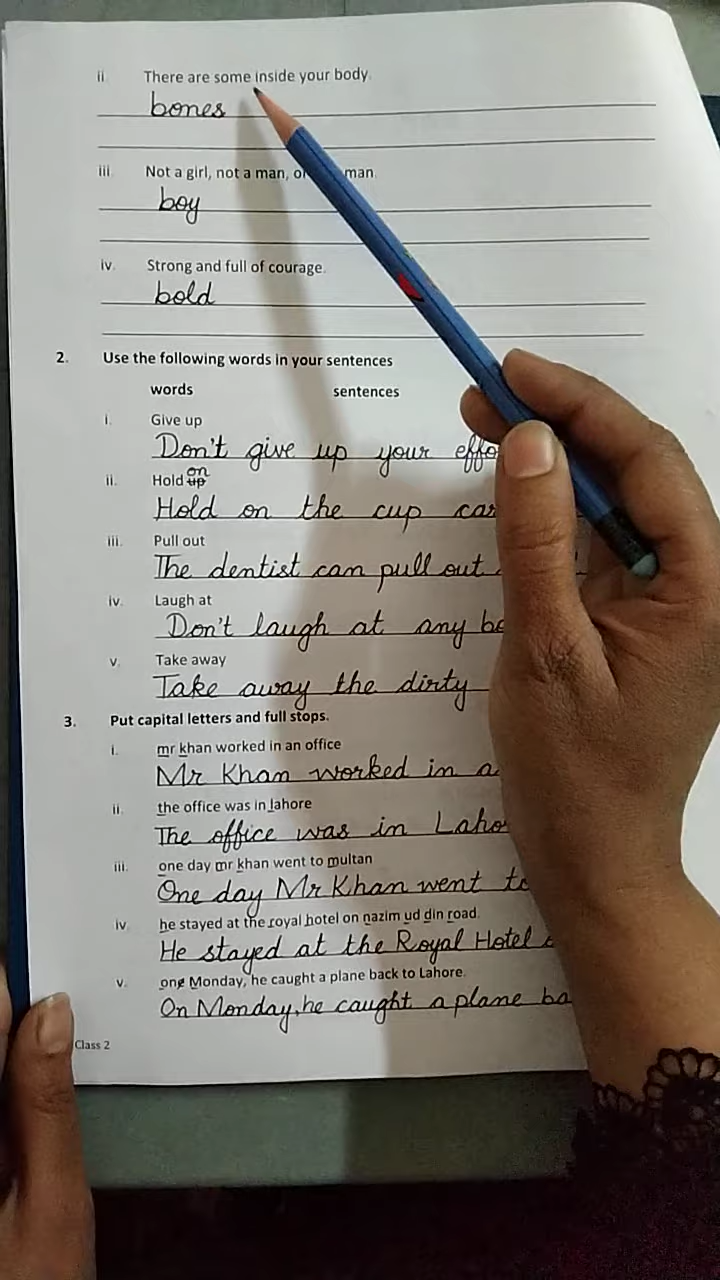 ii. There are some inside your body.
bones
iii. Not a girl, not a man, man.
boy
iv. Strong and full of courage.
bold
2. Use the following words in your sentences
words sentences
i. Give up
Don't give up your
ii. Hold up on
Hold on the cup
iii. Pull out
The dentist can pull out
iv. Laugh at
Don't laugh at any
v. Take away
Take away the dirty
3. Put capital letters and full stops.
i. mr khan worked in an office
Mr Khan worked in
ii. the office was in lahore
The office was in
iii. one day mr khan went to multan
One day Mr Khan went
iv. he stayed at the royal hotel on nazim ud din road.
He stayed at the Royal Hotel
v. one Monday, he caught a plane back to Lahore.
On Monday, he caught a plane
Class 2